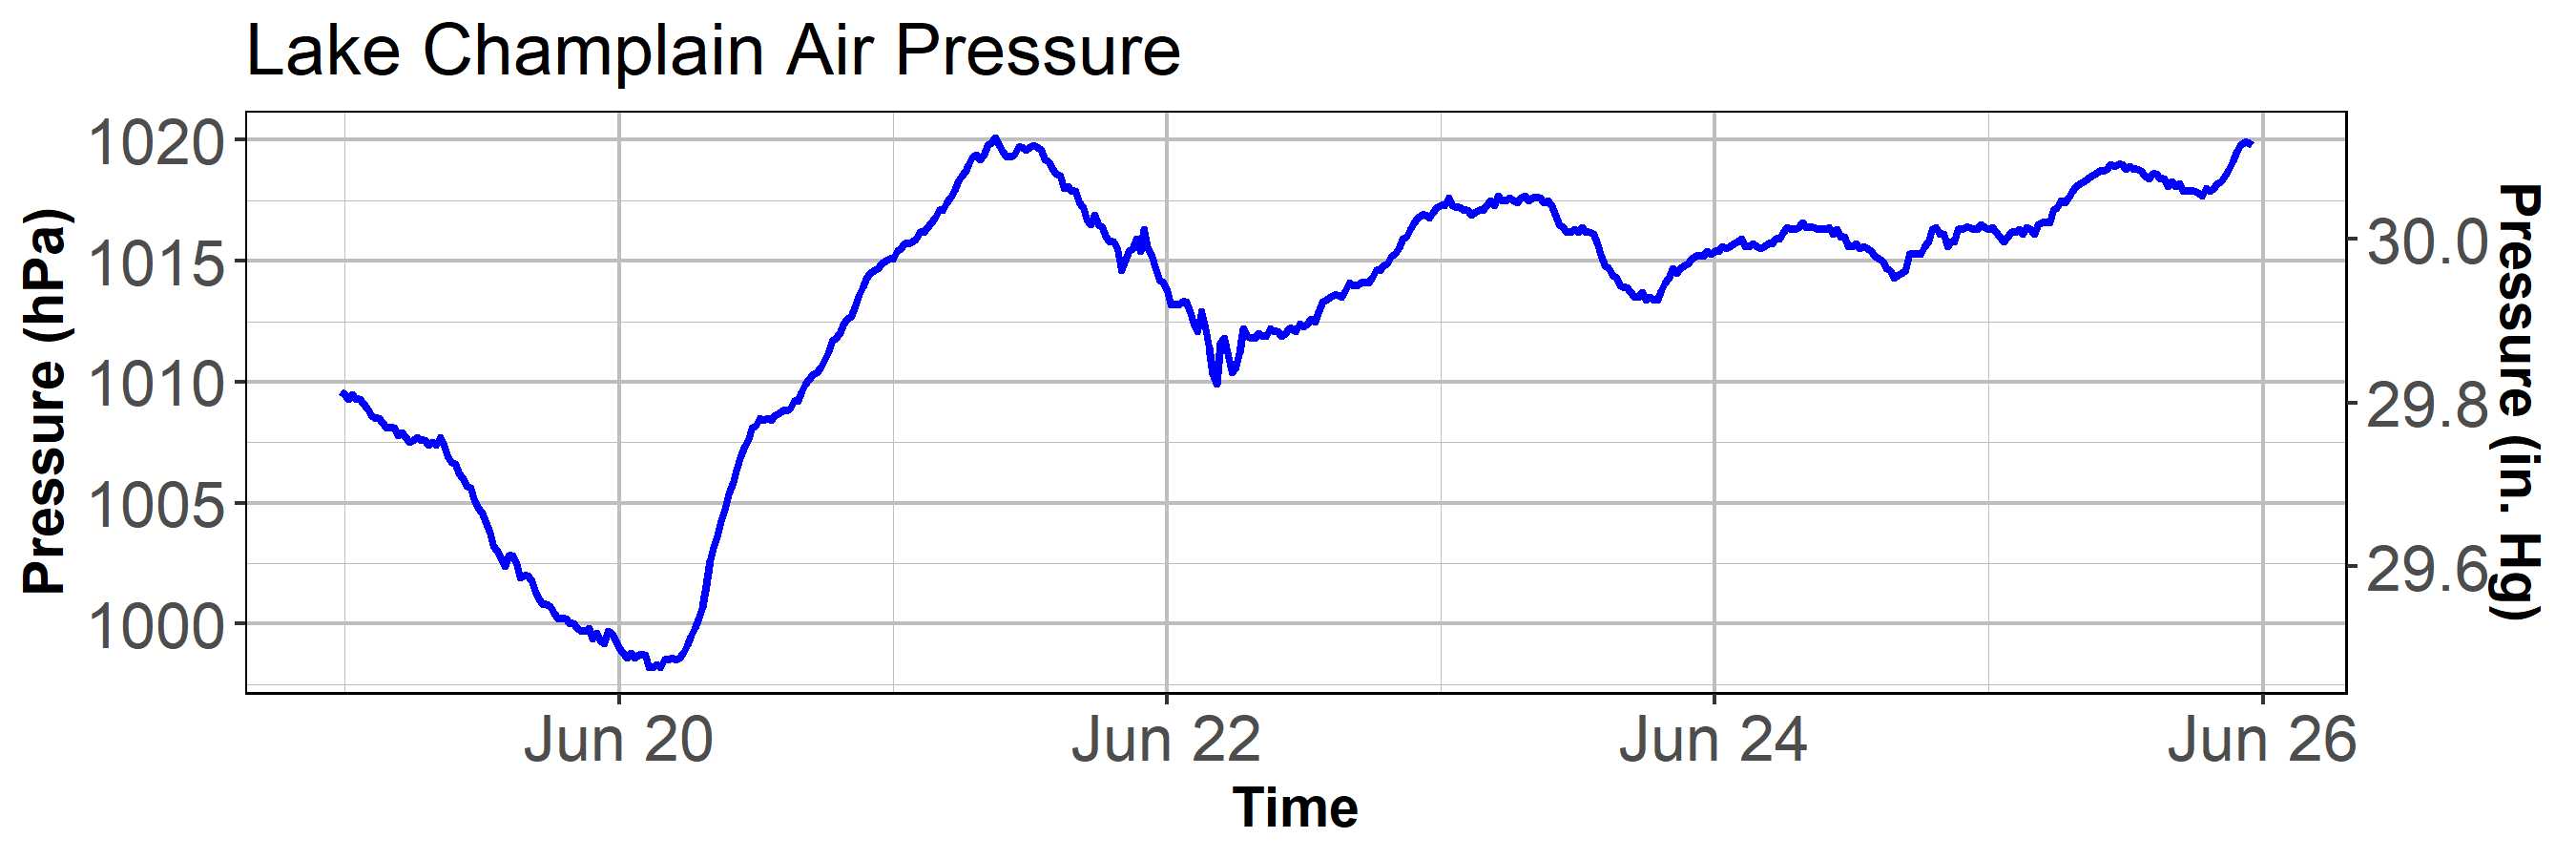 Lake Champlain Air Pressure
Pressure (hPa)
1020
1015
1010
1005
1000
30.0
29.8
29.6
Pressure (in. Hg)
Jun 20 Jun 22 Jun 24 Jun 26
Time